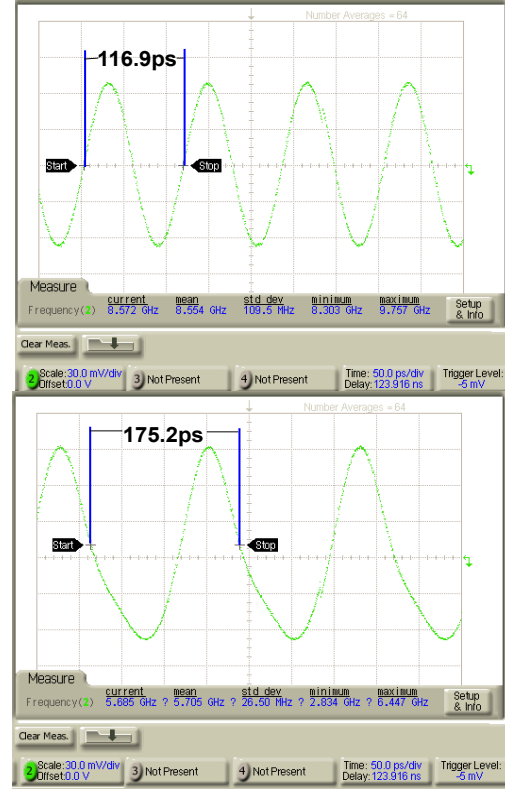 Number Averages = 64
116.9ps
Start Stop
Measure
current mean std dev minimum maximum
Frequency(2) 8.572 GHz 8.554 GHz 109.5 MHz 8.303 GHz 9.757 GHz
Setup & Info
Clear Meas.
2 Scale:30.0 mV/div 3 Not Present 4 Not Present Time: 50.0 ps/div Trigger Level:
Offset:0.0 V Delay:123.916 ns -5 mV
Number Averages = 64
175.2ps
Start Stop
Measure
current mean std dev minimum maximum
Frequency(2) 5.685 GHz ? 5.705 GHz ? 26.50 MHz ? 2.834 GHz ? 6.447 GHz
Setup & Info
Clear Meas.
2 Scale:30.0 mV/div 3 Not Present 4 Not Present Time: 50.0 ps/div Trigger Level:
Offset:0.0 V Delay:123.916 ns -5 mV